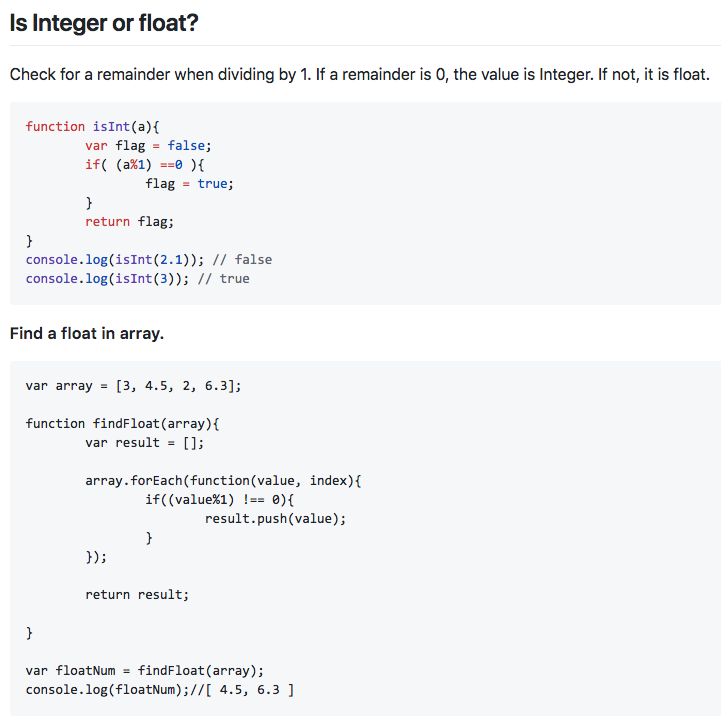 Is Integer or float?
Check for a remainder when dividing by 1. If a remainder is 0, the value is Integer. If not, it is float.
function isInt(a){
        var flag = false;
        if( (a%1) ==0 ){
                flag = true;
        }
        return flag;
}
console.log(isInt(2.1)); // false
console.log(isInt(3)); // true
Find a float in array.
var array = [3, 4.5, 2, 6.3];
function findFloat(array){
        var result = [];
        array.forEach(function(value, index){
                if((value%1) !== 0){
                        result.push(value);
                }
        });
        return result;
}
var floatNum = findFloat(array);
console.log(floatNum);//[ 4.5, 6.3 ]